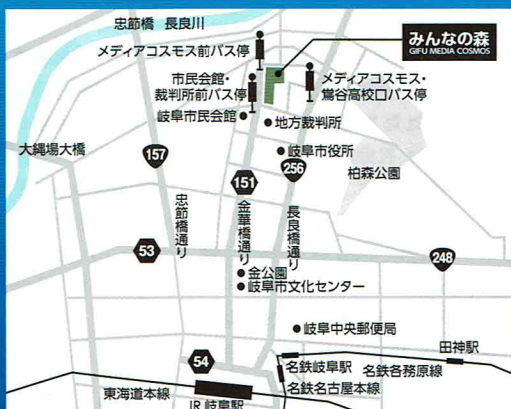 忠節橋 長良川
メディアコスモス前バス停
みんなの森
GIFU MEDIA COSMOS
市民会館・
裁判所前バス停
メディアコスモス・
鶯谷高校口バス停
岐阜市民会館
地方裁判所
大縄場大橋
157
岐阜市役所
256
151
柏森公園
忠節橋通り
金華橋通り
長良橋通り
53
248
金公園
岐阜市文化センター
岐阜中央郵便局
田神駅
54
名鉄岐阜駅
名鉄各務原線
名鉄名古屋本線
東海道本線
JR 岐阜駅